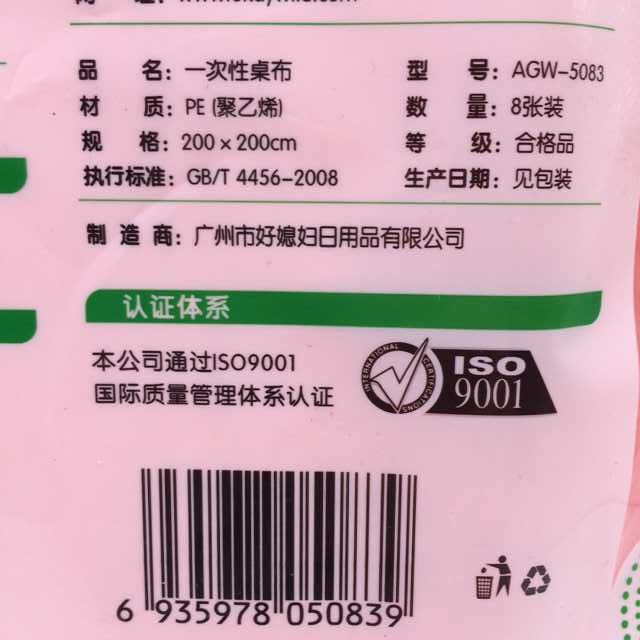 品 名：一次性桌布 型 号：AGW-5083
材 质：PE (聚乙烯) 数 量：8张装
规 格：200×200cm 等 级：合格品
执行标准：GB/T 4456-2008 生产日期：见包装
制 造 商：广州市好媳妇日用品有限公司
认证体系
本公司通过ISO9001
国际质量管理体系认证
INTERNATIONAL CERTIFICATIONS
ISO
9001
6 935978 050839